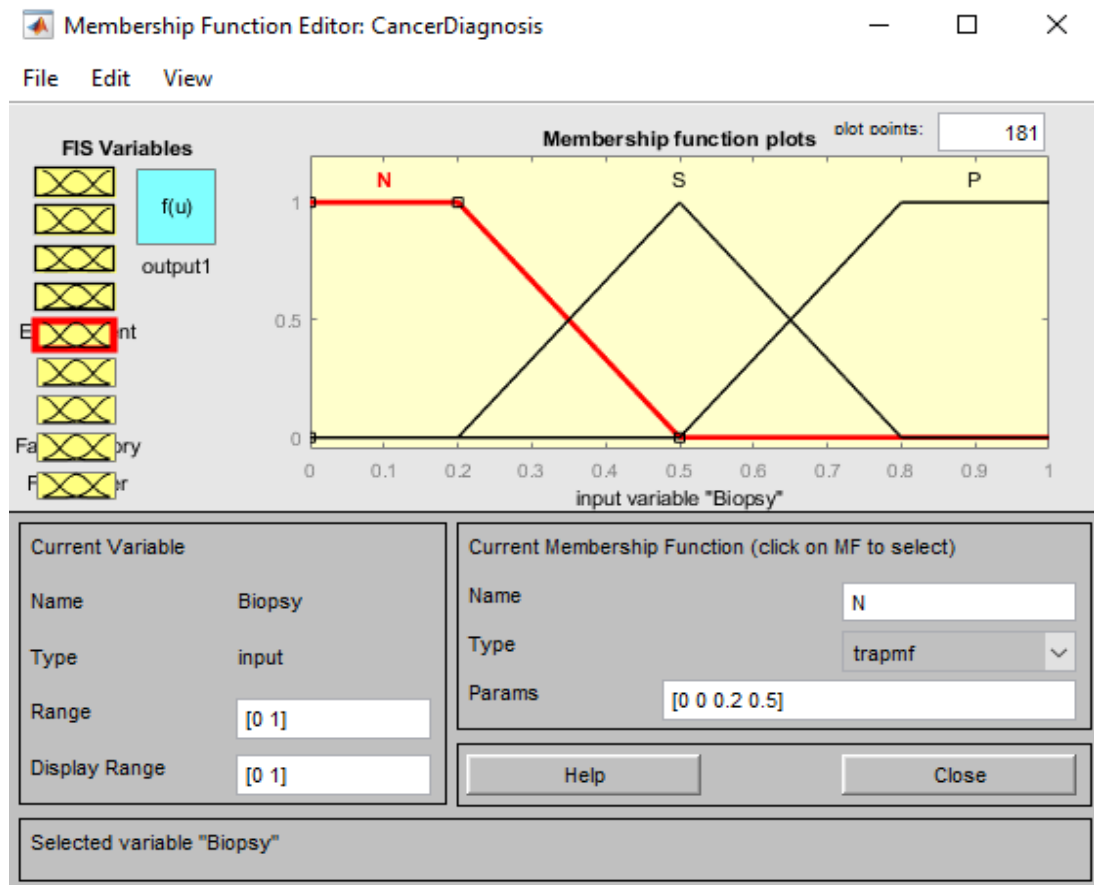 Membership Function Editor: CancerDiagnosis
File Edit View
FIS Variables
f(u)
output1
Membership function plots
plot points:
181
N
S
P
1
0.5
0
0 0.1 0.2 0.3 0.4 0.5 0.6 0.7 0.8 0.9 1
input variable "Biopsy"
Current Variable
Name Biopsy
Type input
Range [0 1]
Display Range [0 1]
Current Membership Function (click on MF to select)
Name N
Type trapmf
Params [0 0 0.2 0.5]
Help Close
Selected variable "Biopsy"